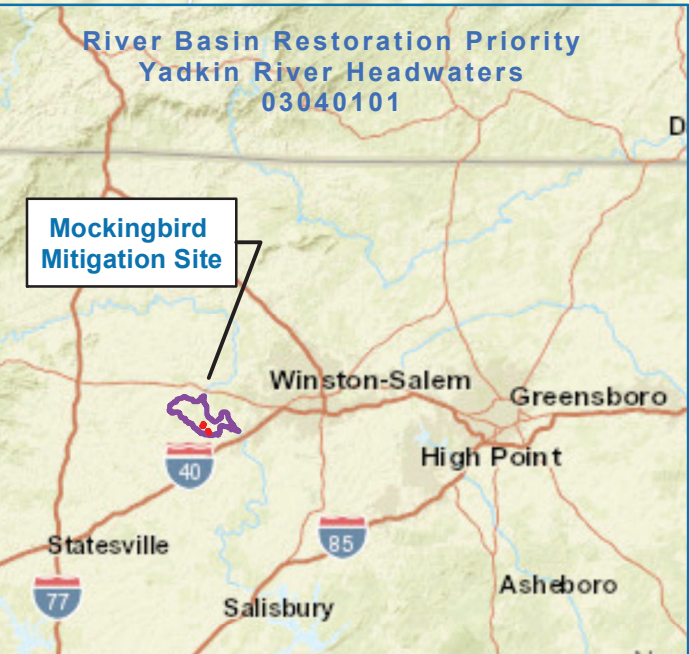 River Basin Restoration Priority
Yadkin River Headwaters
03040101
D
Mockingbird
Mitigation Site
Winston-Salem
Greensboro
High Point
40
Statesville
85
77
Salisbury
Asheboro